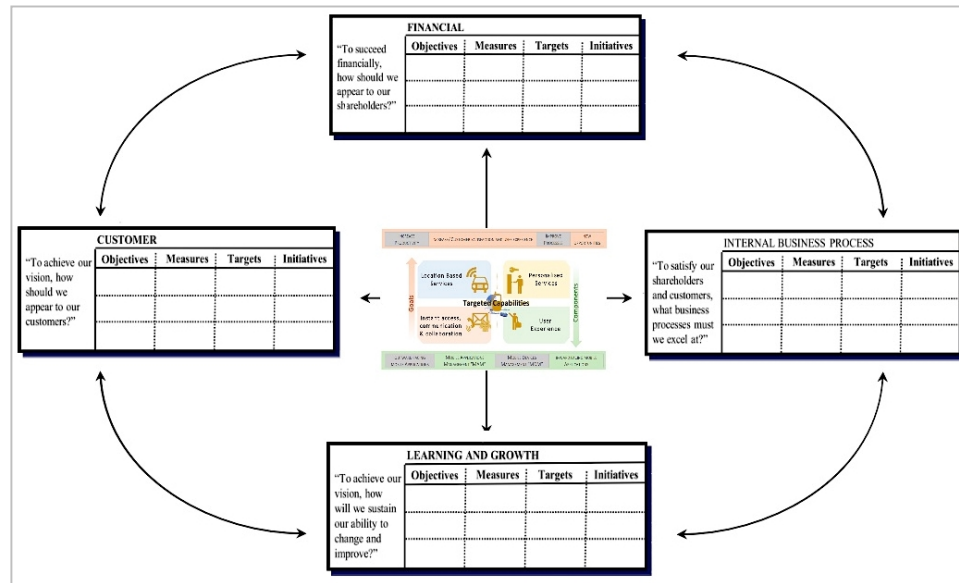 FINANCIAL
“To succeed
financially,
how should we
appear to our
shareholders?”
Objectives Measures Targets Initiatives
CUSTOMER
“To achieve our
vision, how
should we
appear to our
customers?”
Objectives Measures Targets Initiatives
Goals
Location Based
Services
Personalised
Services
Targeted Capabilities
Instant access,
communication
& collaboration
User
Experience
Components
INTERNAL BUSINESS PROCESS
“To satisfy our
shareholders
and customers,
what business
processes must
we excel at?”
Objectives Measures Targets Initiatives
LEARNING AND GROWTH
“To achieve our
vision, how
will we sustain
our ability to
change and
improve?”
Objectives Measures Targets Initiatives